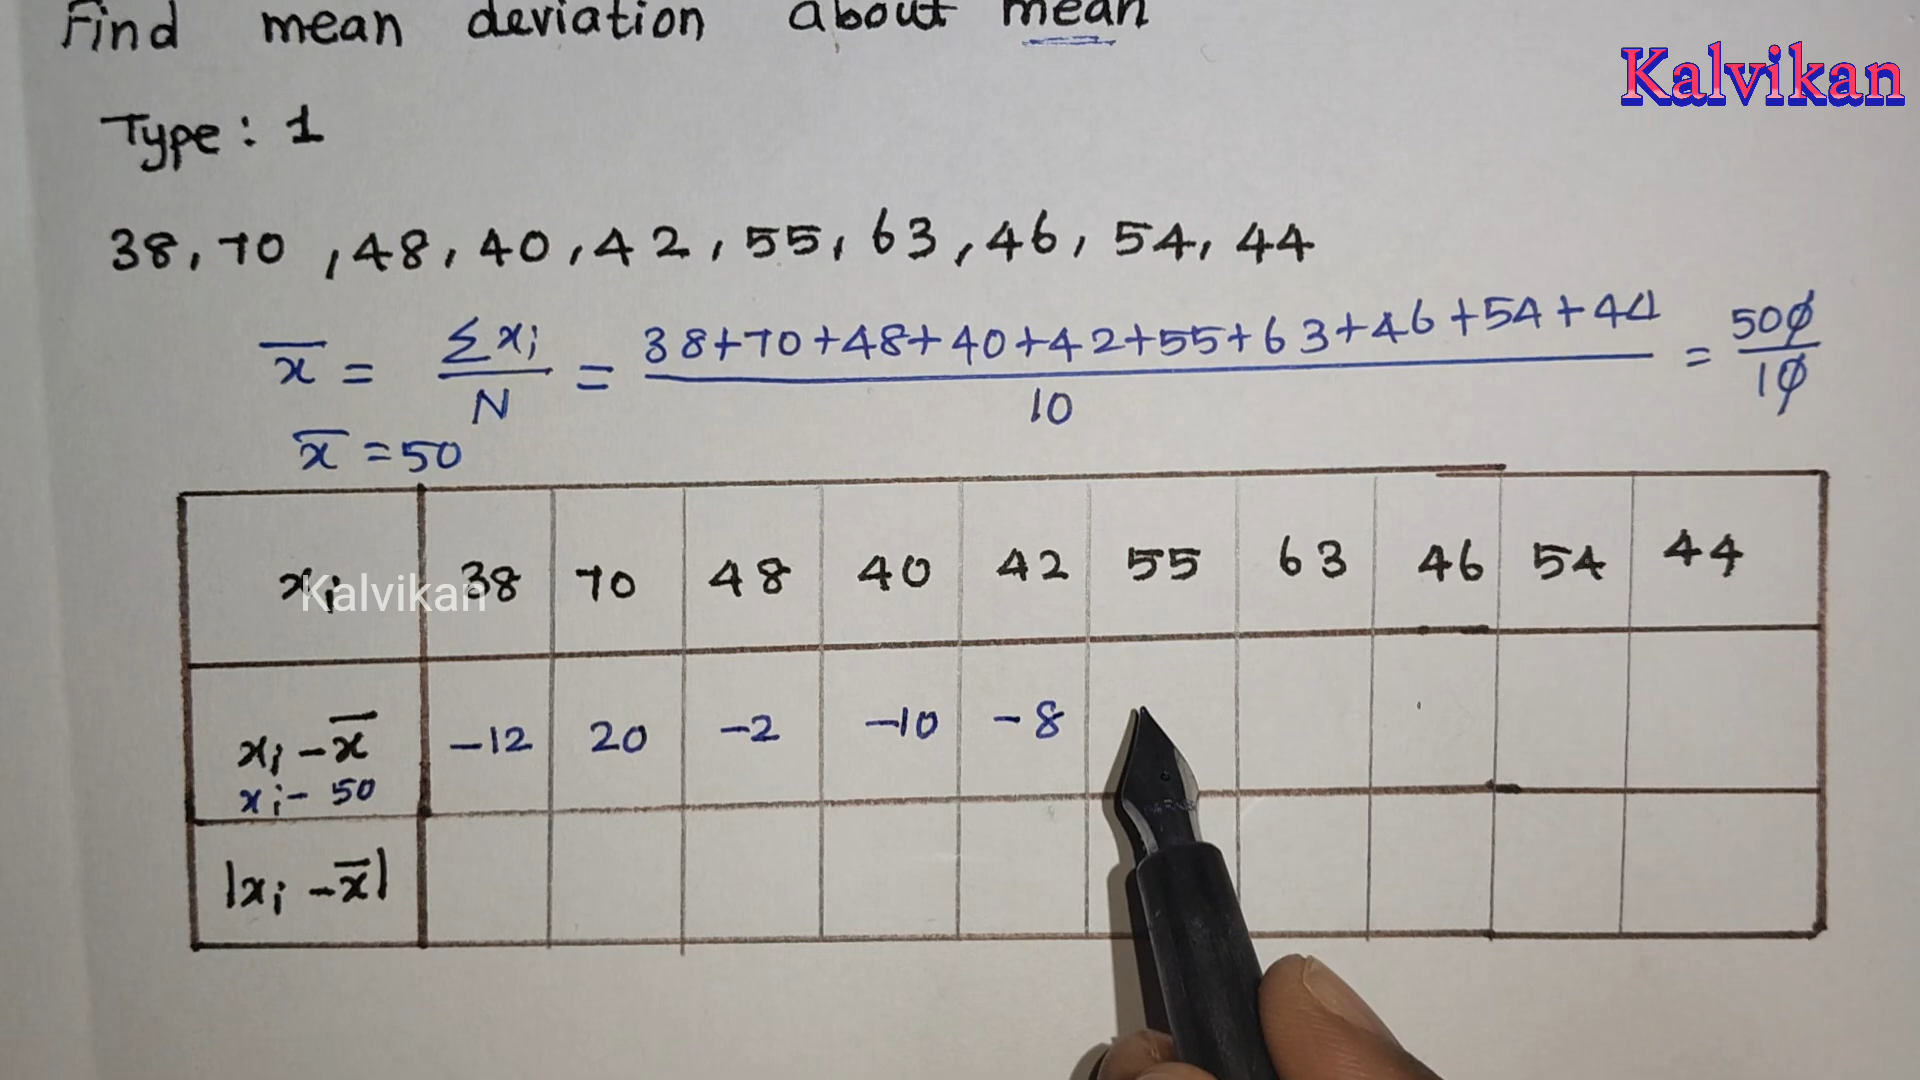 Find mean deviation about mean
Kalvikan
Type : 1
38, 70, 48, 40, 42, 55, 63, 46, 54, 44
x̄ = Σxi / N = 38+70+48+40+42+55+63+46+54+44 / 10 = 500 / 10
x̄ = 50
xi 38 70 48 40 42 55 63 46 54 44
Kalvikan
xi - x̄ -12 20 -2 -10 -8
xi - 50
|xi - x̄|